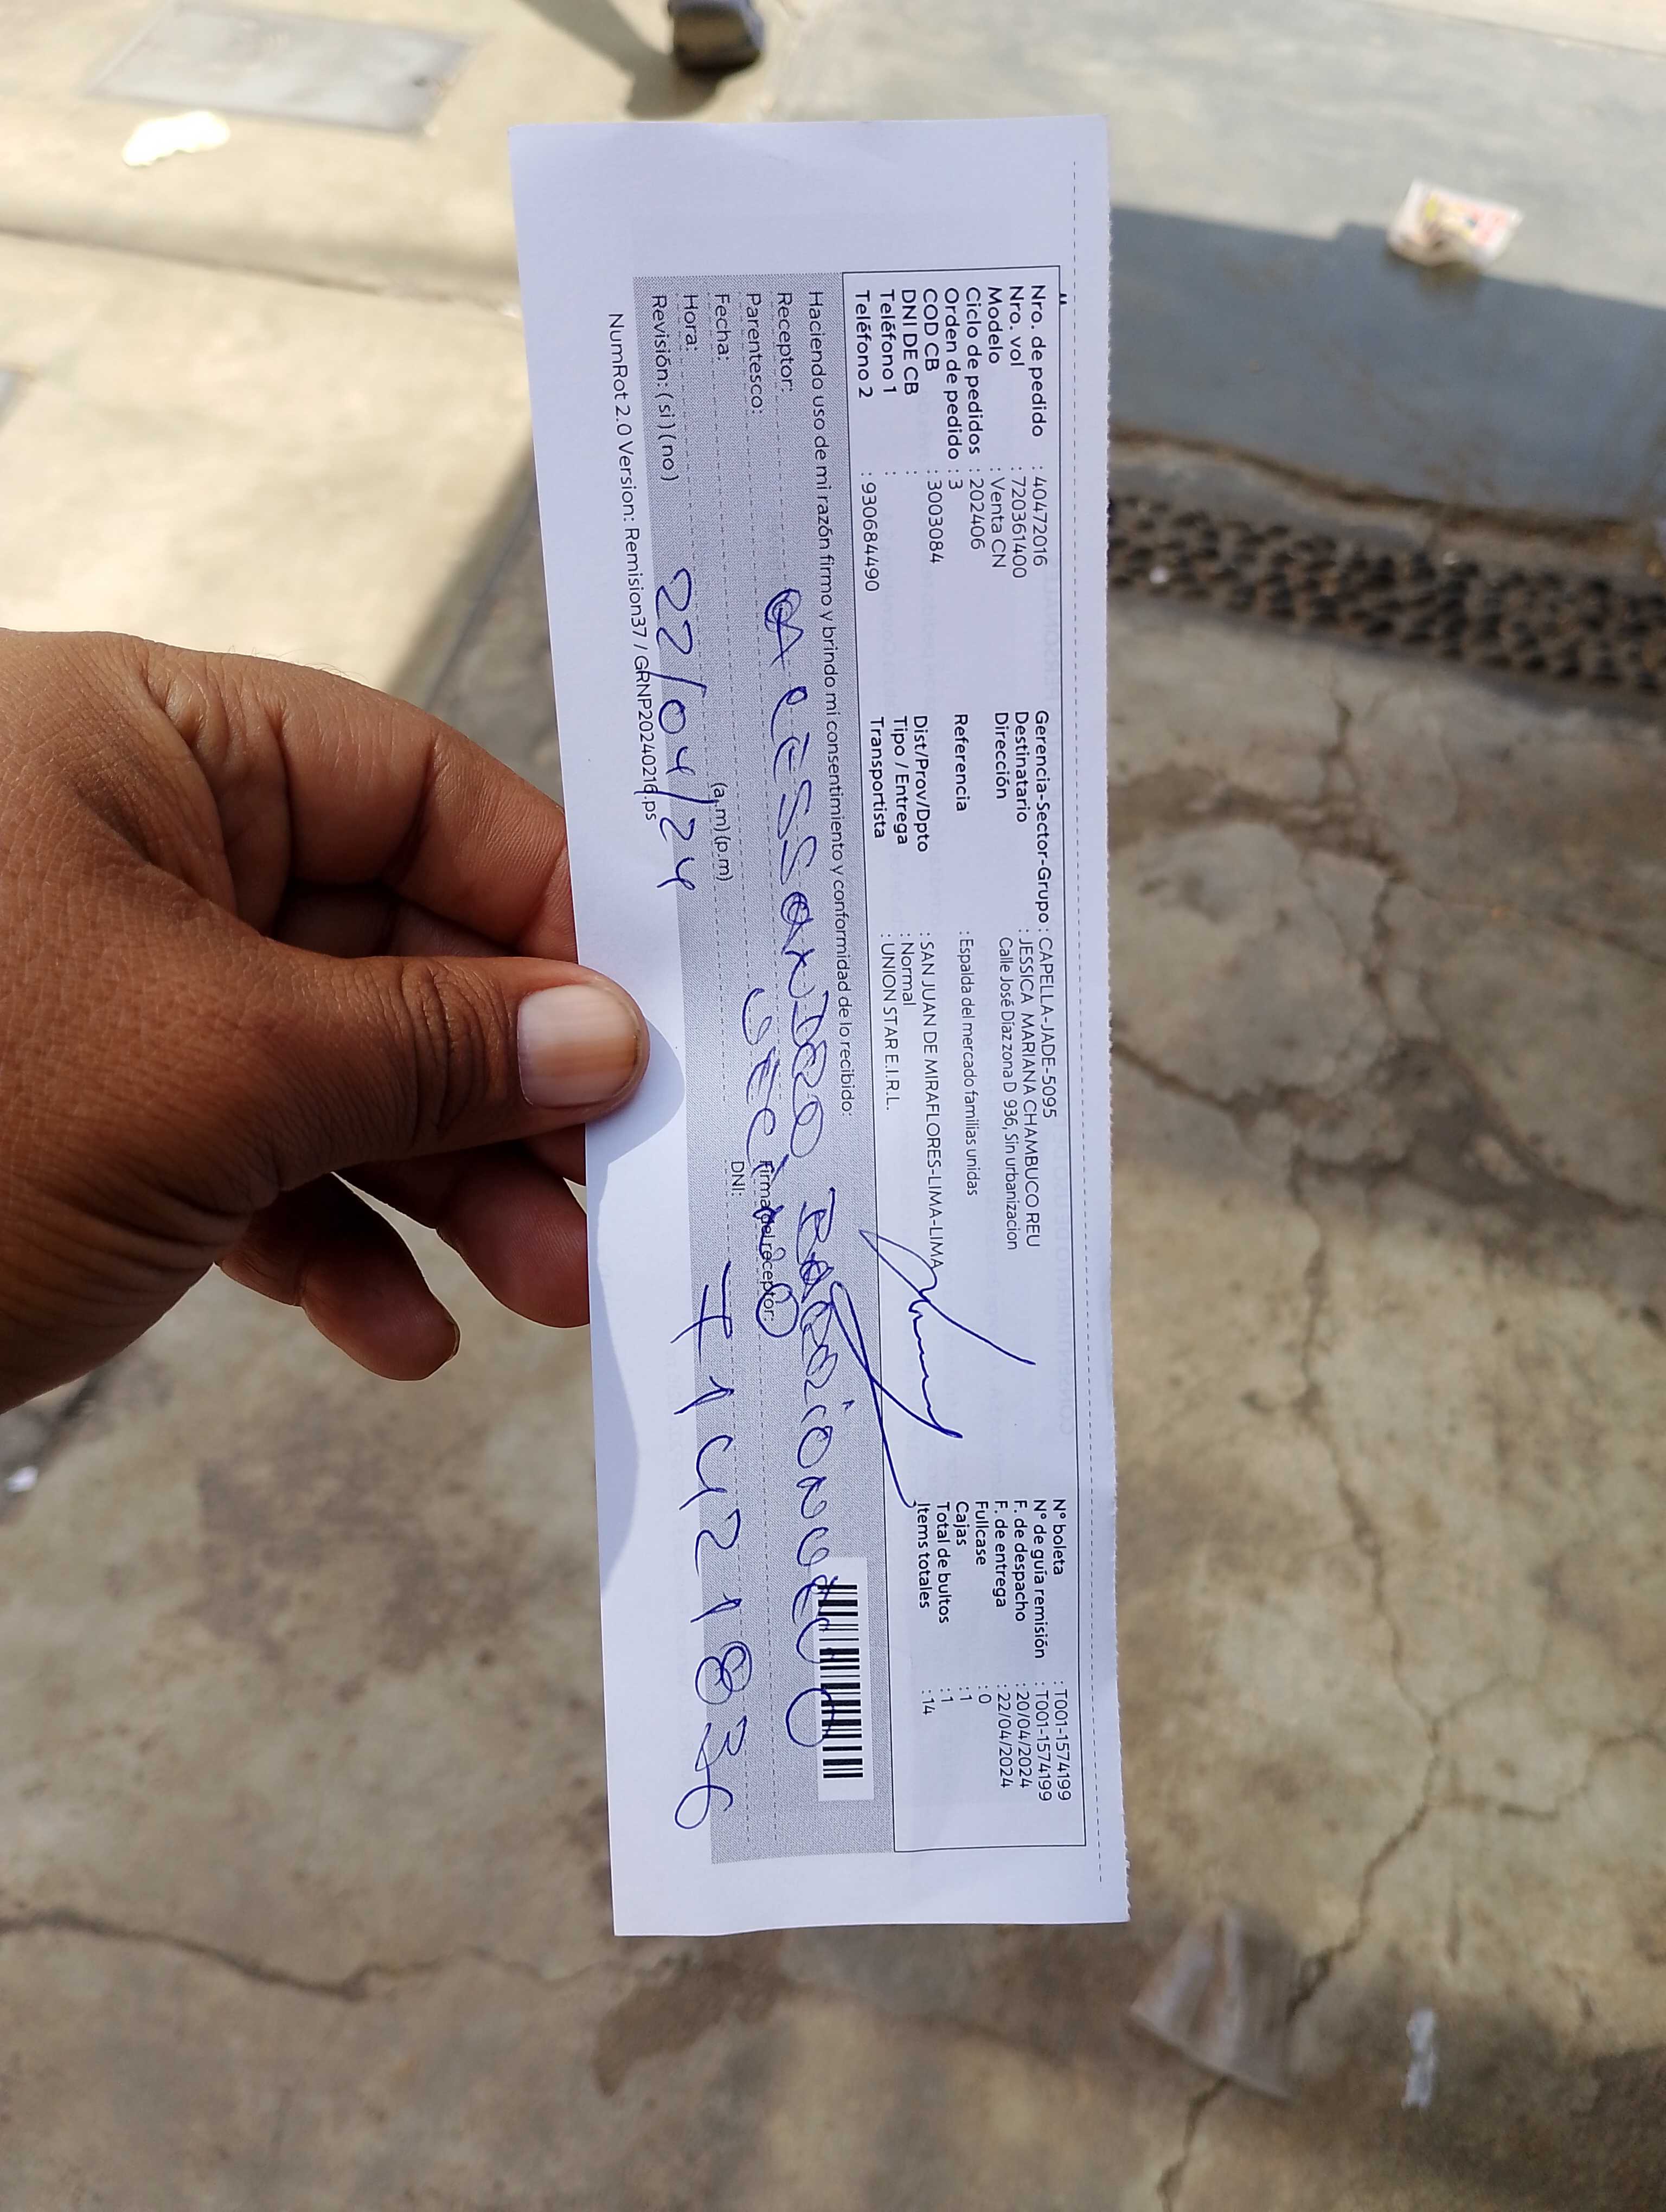 Nro. de pedido : 40472016
Nro. vol : 720361400
Modelo : Venta CN
Ciclo de pedidos : 202406
Orden de pedido : 3
COD CB : 3003084
DNI DE CB :
Teléfono 1 :
Teléfono 2 : 930684490
Gerencia-Sector-Grupo : CAPELLA-JADE-5095
Destinatario : JESSICA MARIANA CHAMBUCO REU
Dirección Calle José Díaz zona D 936, Sin urbanizacion
Referencia : Espalda del mercado familias unidas
Dist/Prov/Dpto : SAN JUAN DE MIRAFLORES-LIMA-LIMA
Tipo / Entrega : Normal
Transportista : UNION STAR E.I.R.L.
N° boleta : T001-1574199
N° de guia remisión : T001-1574199
F. de despacho : 20/04/2024
F. de entrega : 22/04/2024
Fullcase : 0
Cajas : 1
Total de bultos : 1
Items totales : 14
Haciendo uso de mi razón firmo y brindo mi consentimiento y conformidad de lo recibido:
Receptor:
Parentesco: VECINO
Firma del receptor:
Fecha:
DNI: 71421836
Hora: (a.m) (p.m)
Revisión: ( si ) ( no ) 22/04/24
NumRot 2.0 Version: Remision37 / GRNP20240216.ps